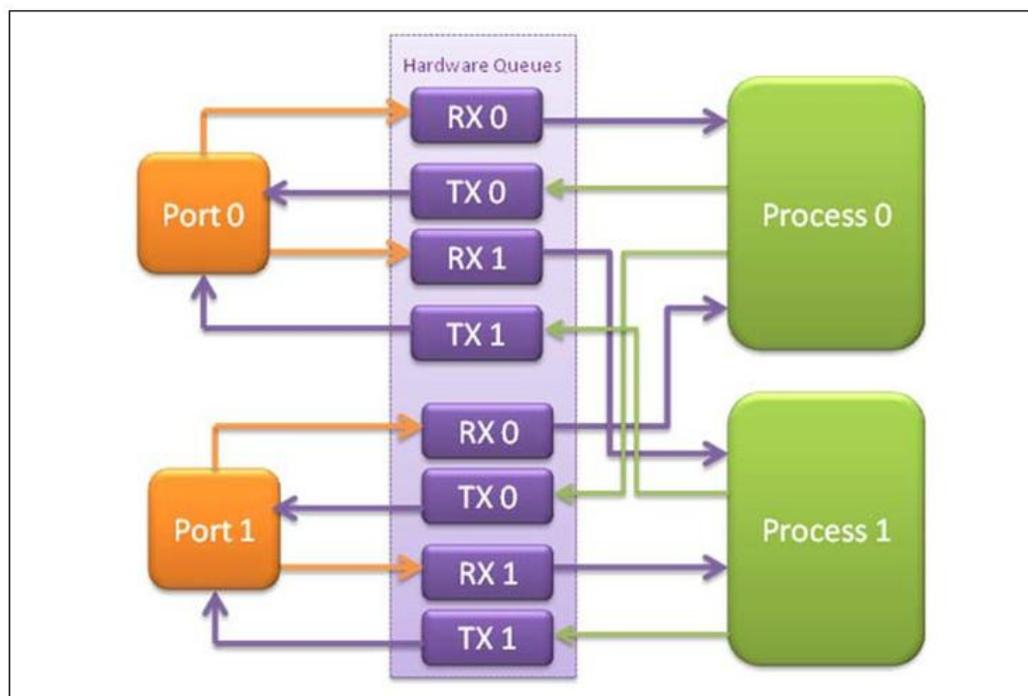 Hardware Queues
RX 0
TX 0
Port 0
RX 1
TX 1
Process 0
RX 0
TX 0
Port 1
RX 1
TX 1
Process 1